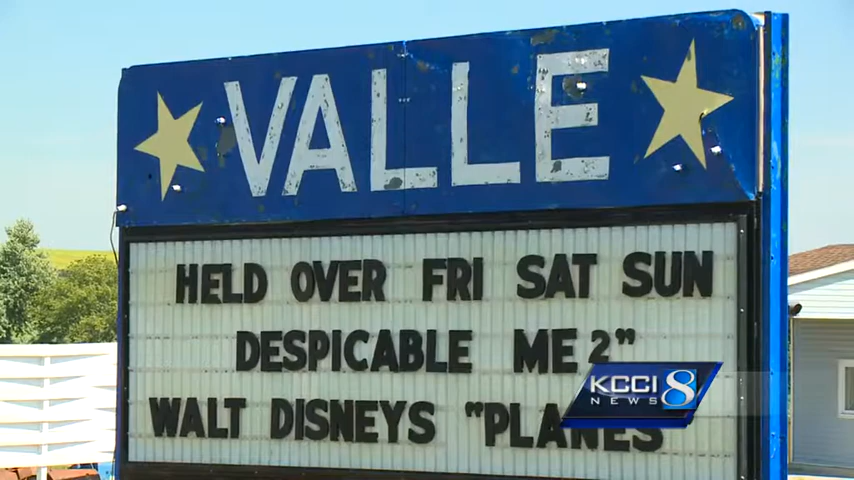 VALLE
HELD OVER FRI SAT SUN
DESPICABLE ME 2"
WALT DISNEYS "PLANES
KCCI 8
NEWS